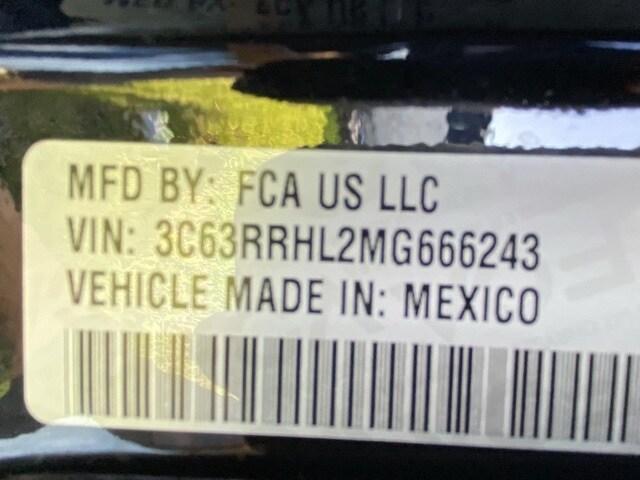 MFD BY: FCA US LLC
VIN: 3C63RRHL2MG666243
VEHICLE MADE IN: MEXICO